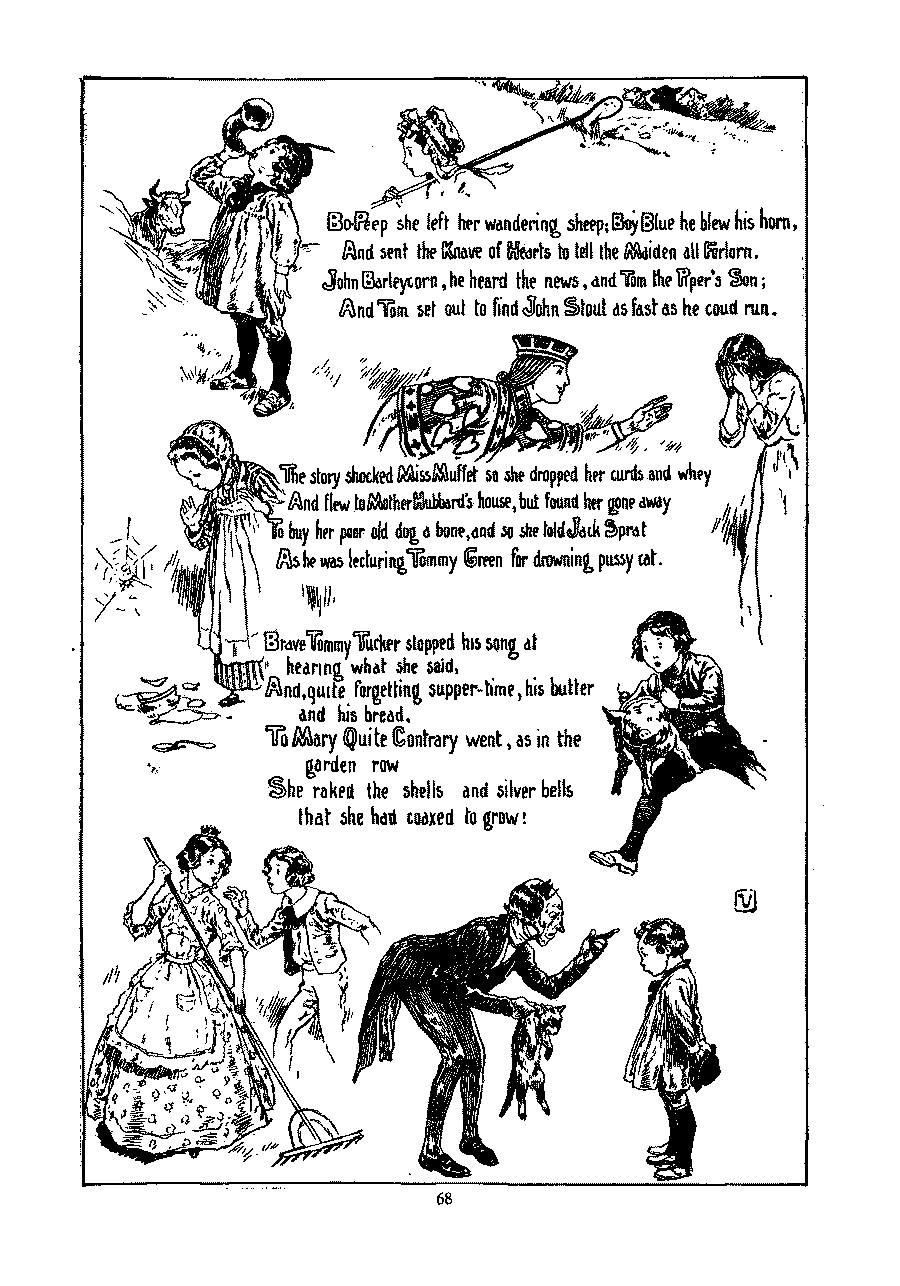 Bo-Peep she left her wandering sheep; Boy Blue he blew his horn,
And sent the Knave of Hearts to tell the Maiden all Forlorn.
John Barleycorn, he heard the news, and Tom the Piper's Son;
And Tom set out to find John Stout as fast as he coud run.
The story shocked Miss Muffet so she dropped her curds and whey
And flew to Mother Hubbard's house, but found her gone away
To buy her poor old dog a bone, and so she told Jack Sprat
As he was lecturing Tommy Green for drowning pussy cat.
Brave Tommy Tucker stopped his song at
hearing what she said,
And, quite forgetting supper-time, his butter
and his bread,
To Mary Quite Contrary went, as in the
garden row
She raked the shells and silver bells
that she had coaxed to grow!
68